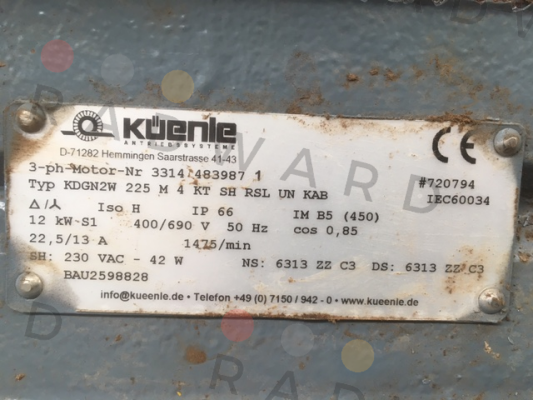 KÜenle
ANTRIEBSSYSTEME
D-71282 Hemmingen Saarstrasse 41-43
CE
3-ph-Motor-Nr 3314/483987 1
#720794
Typ KDGN2W 225 M 4 KT SH RSL UN KAB
IEC60034
Δ/⅄ Iso H IP 66 IM B5 (450)
12 kW-S1 400/690 V 50 Hz cos 0,85
22,5/13 A 1475/min
SH: 230 VAC - 42 W NS: 6313 ZZ C3 DS: 6313 ZZ C3
BAU2598828
info@kueenle.de • Telefon +49 (0) 7150 / 942 - 0 • www.kueenle.de